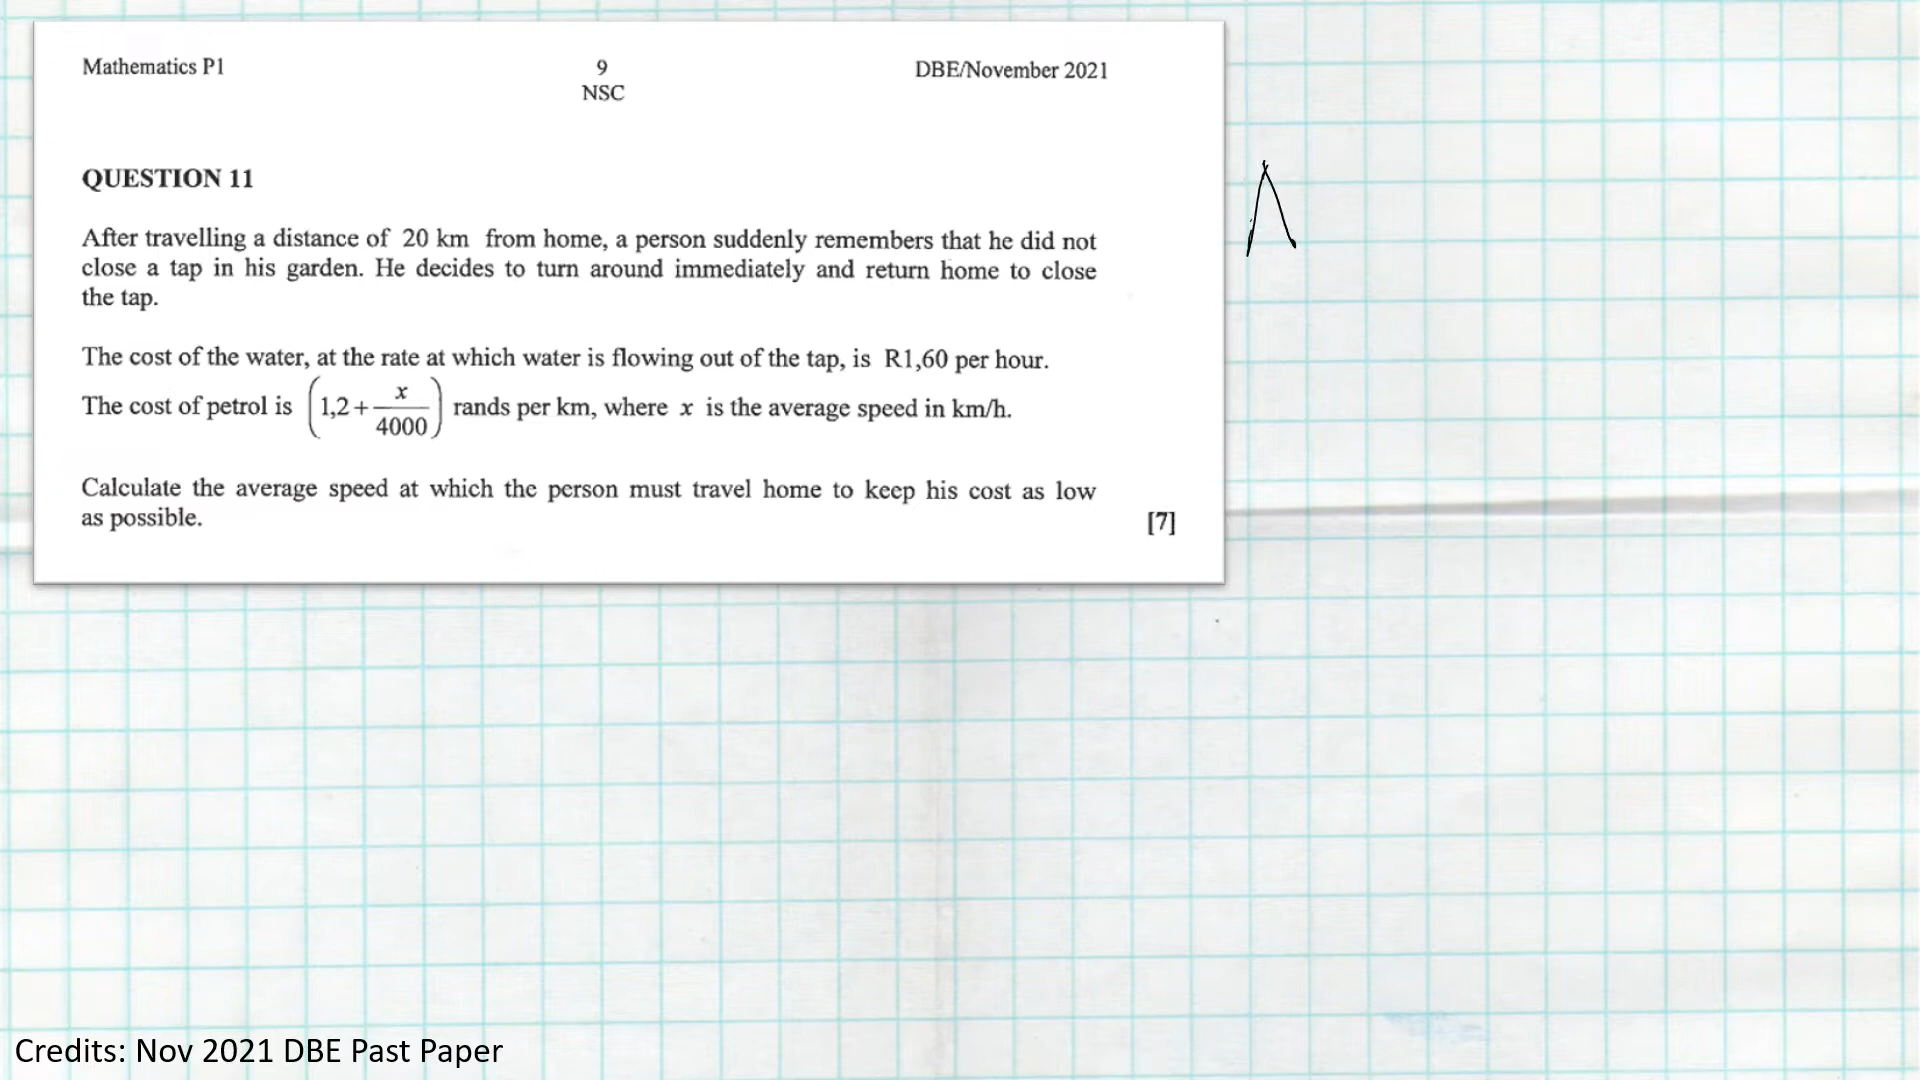 Mathematics P1
9
NSC
DBE/November 2021
QUESTION 11
After travelling a distance of 20 km from home, a person suddenly remembers that he did not
close a tap in his garden. He decides to turn around immediately and return home to close
the tap.
The cost of the water, at the rate at which water is flowing out of the tap, is R1,60 per hour.
The cost of petrol is (1,2 + x/4000) rands per km, where x is the average speed in km/h.
Calculate the average speed at which the person must travel home to keep his cost as low
as possible.
[7]
Credits: Nov 2021 DBE Past Paper